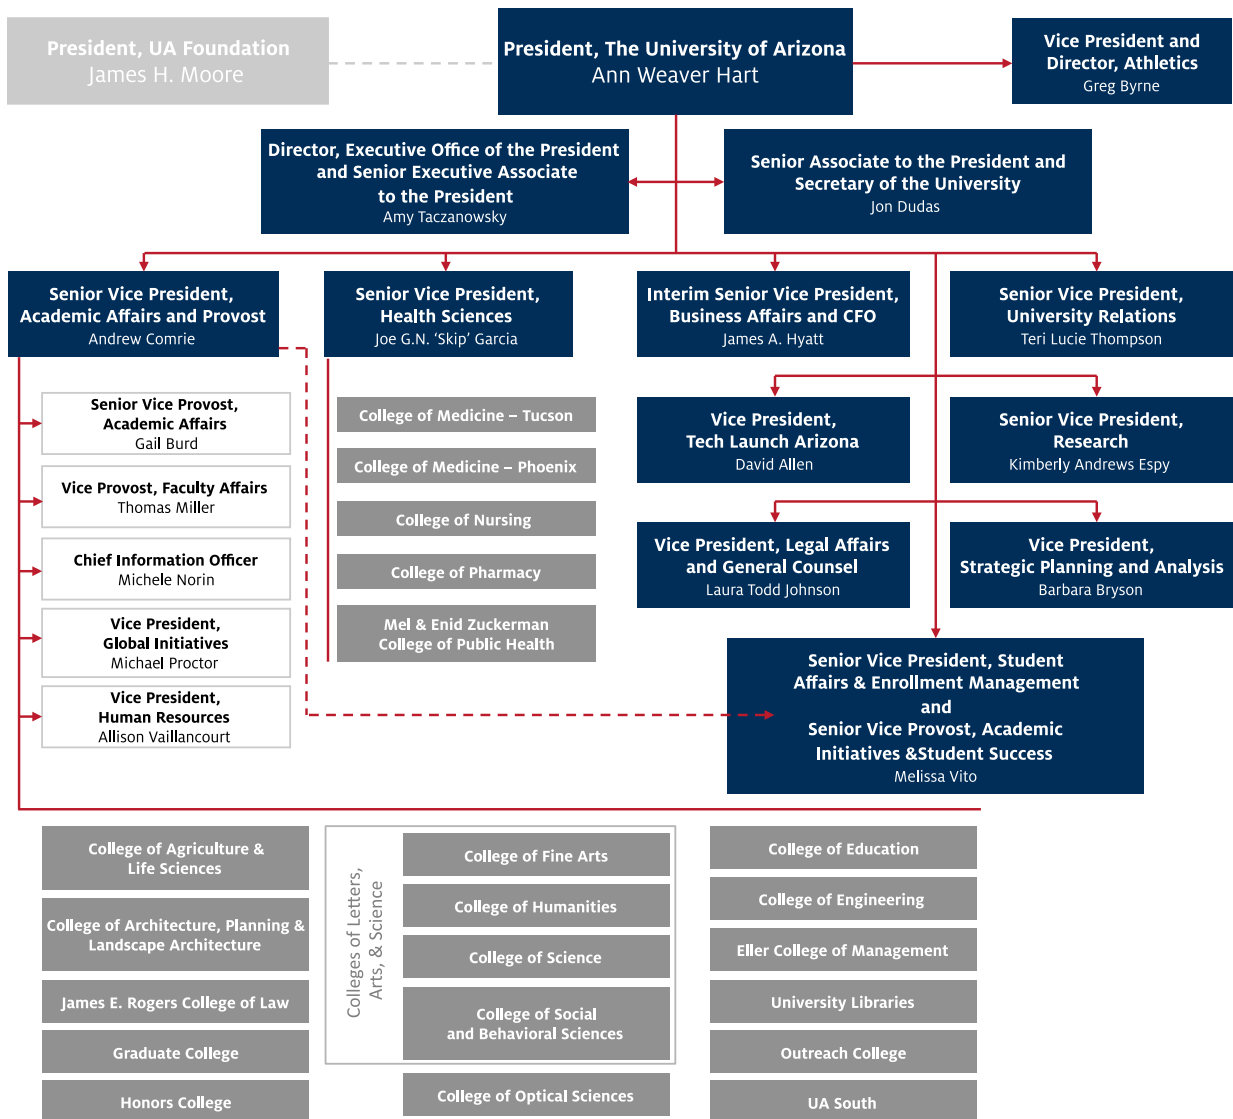 President, UA Foundation
James H. Moore
President, The University of Arizona
Ann Weaver Hart
Vice President and
Director, Athletics
Greg Byrne
Director, Executive Office of the President
and Senior Executive Associate
to the President
Amy Taczanowsky
Senior Associate to the President and
Secretary of the University
Jon Dudas
Senior Vice President,
Academic Affairs and Provost
Andrew Comrie
Senior Vice President,
Health Sciences
Joe G.N. ‘Skip’ Garcia
Interim Senior Vice President,
Business Affairs and CFO
James A. Hyatt
Senior Vice President,
University Relations
Teri Lucie Thompson
Senior Vice Provost,
Academic Affairs
Gail Burd
Vice Provost, Faculty Affairs
Thomas Miller
Chief Information Officer
Michele Norin
Vice President,
Global Initiatives
Michael Proctor
Vice President,
Human Resources
Allison Vaillancourt
College of Medicine – Tucson
College of Medicine – Phoenix
College of Nursing
College of Pharmacy
Mel & Enid Zuckerman
College of Public Health
Vice President,
Tech Launch Arizona
David Allen
Senior Vice President,
Research
Kimberly Andrews Espy
Vice President, Legal Affairs
and General Counsel
Laura Todd Johnson
Vice President,
Strategic Planning and Analysis
Barbara Bryson
Senior Vice President, Student
Affairs & Enrollment Management
and
Senior Vice Provost, Academic
Initiatives &Student Success
Melissa Vito
College of Agriculture &
Life Sciences
College of Architecture, Planning &
Landscape Architecture
James E. Rogers College of Law
Graduate College
Honors College
Colleges of Letters,
Arts, & Science
College of Fine Arts
College of Humanities
College of Science
College of Social
and Behavioral Sciences
College of Optical Sciences
College of Education
College of Engineering
Eller College of Management
University Libraries
Outreach College
UA South